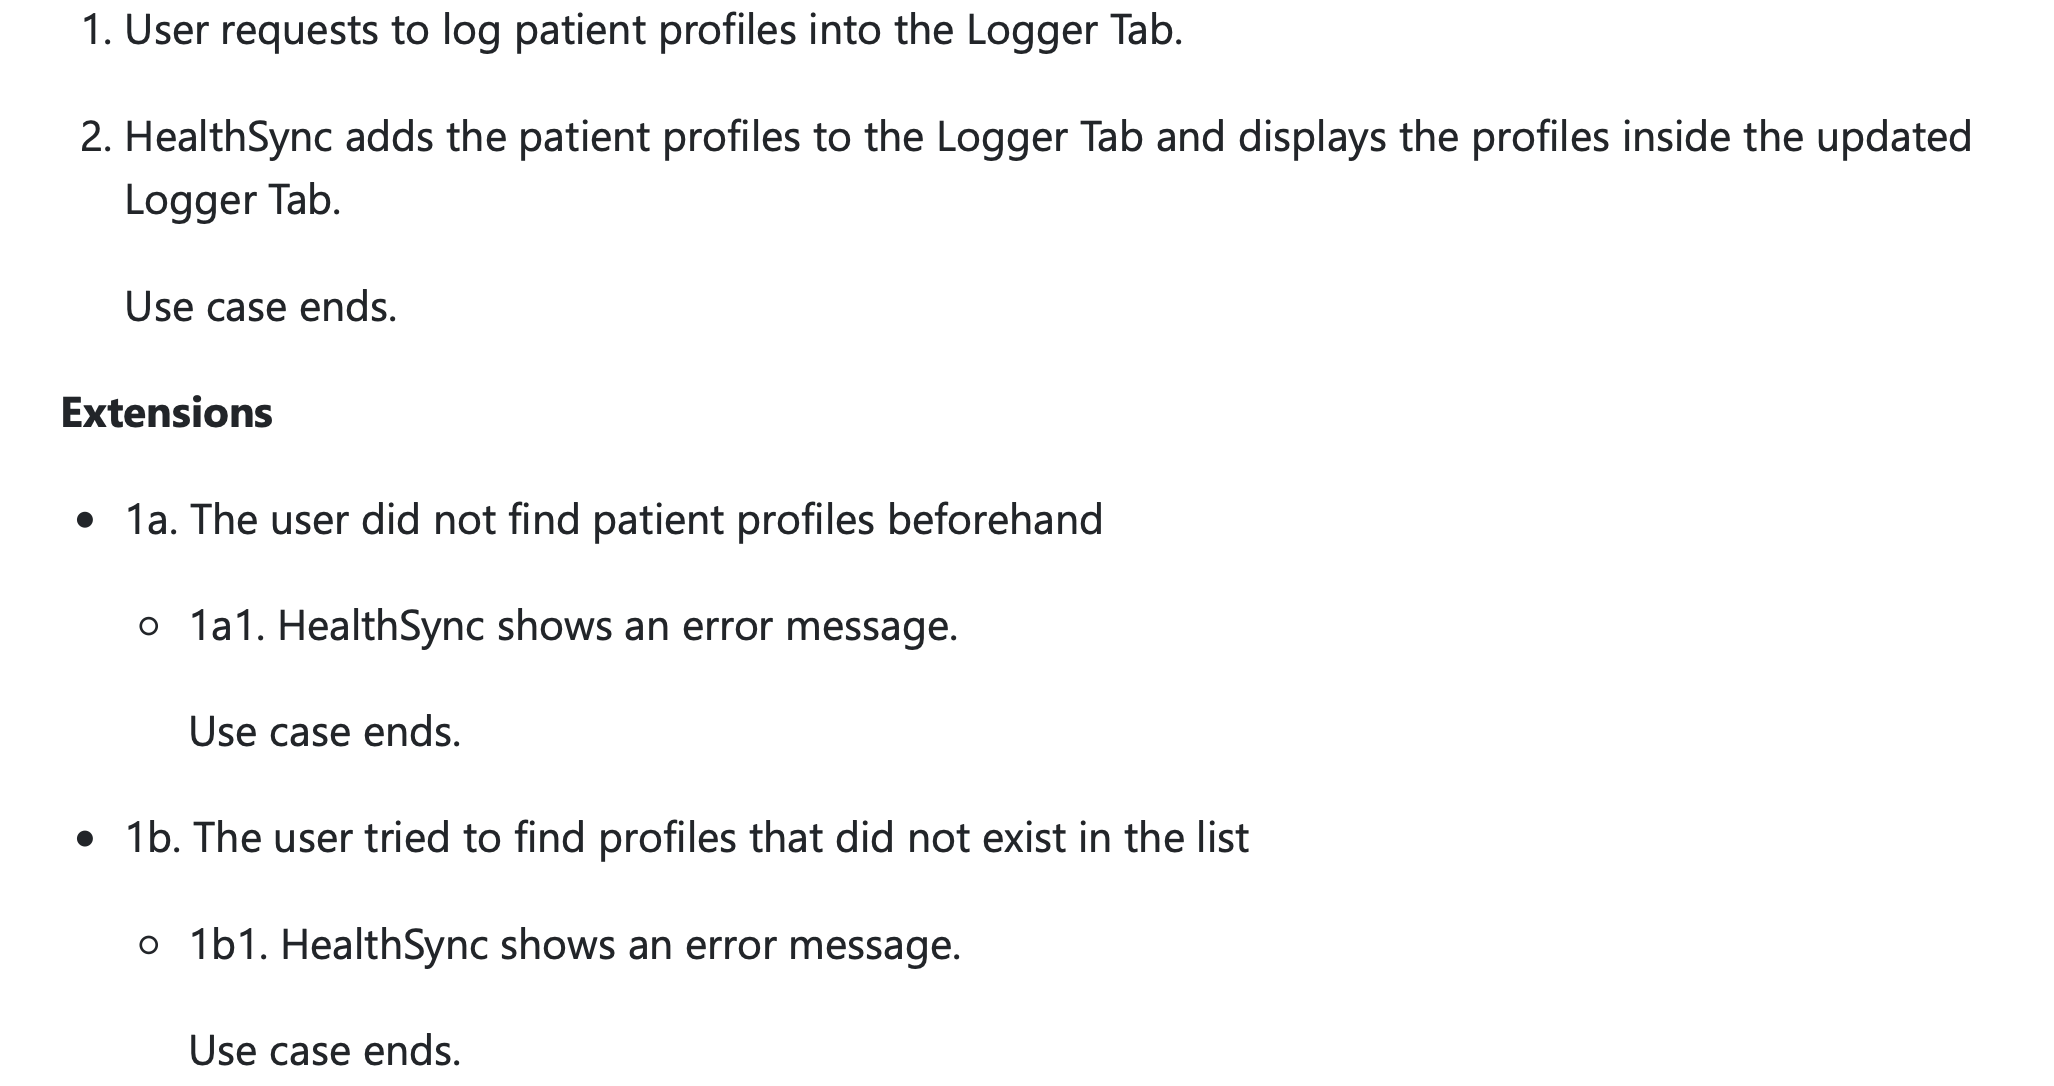 1. User requests to log patient profiles into the Logger Tab.
2. HealthSync adds the patient profiles to the Logger Tab and displays the profiles inside the updated
Logger Tab.
Use case ends.
Extensions
• 1a. The user did not find patient profiles beforehand
○ 1a1. HealthSync shows an error message.
Use case ends.
• 1b. The user tried to find profiles that did not exist in the list
○ 1b1. HealthSync shows an error message.
Use case ends.